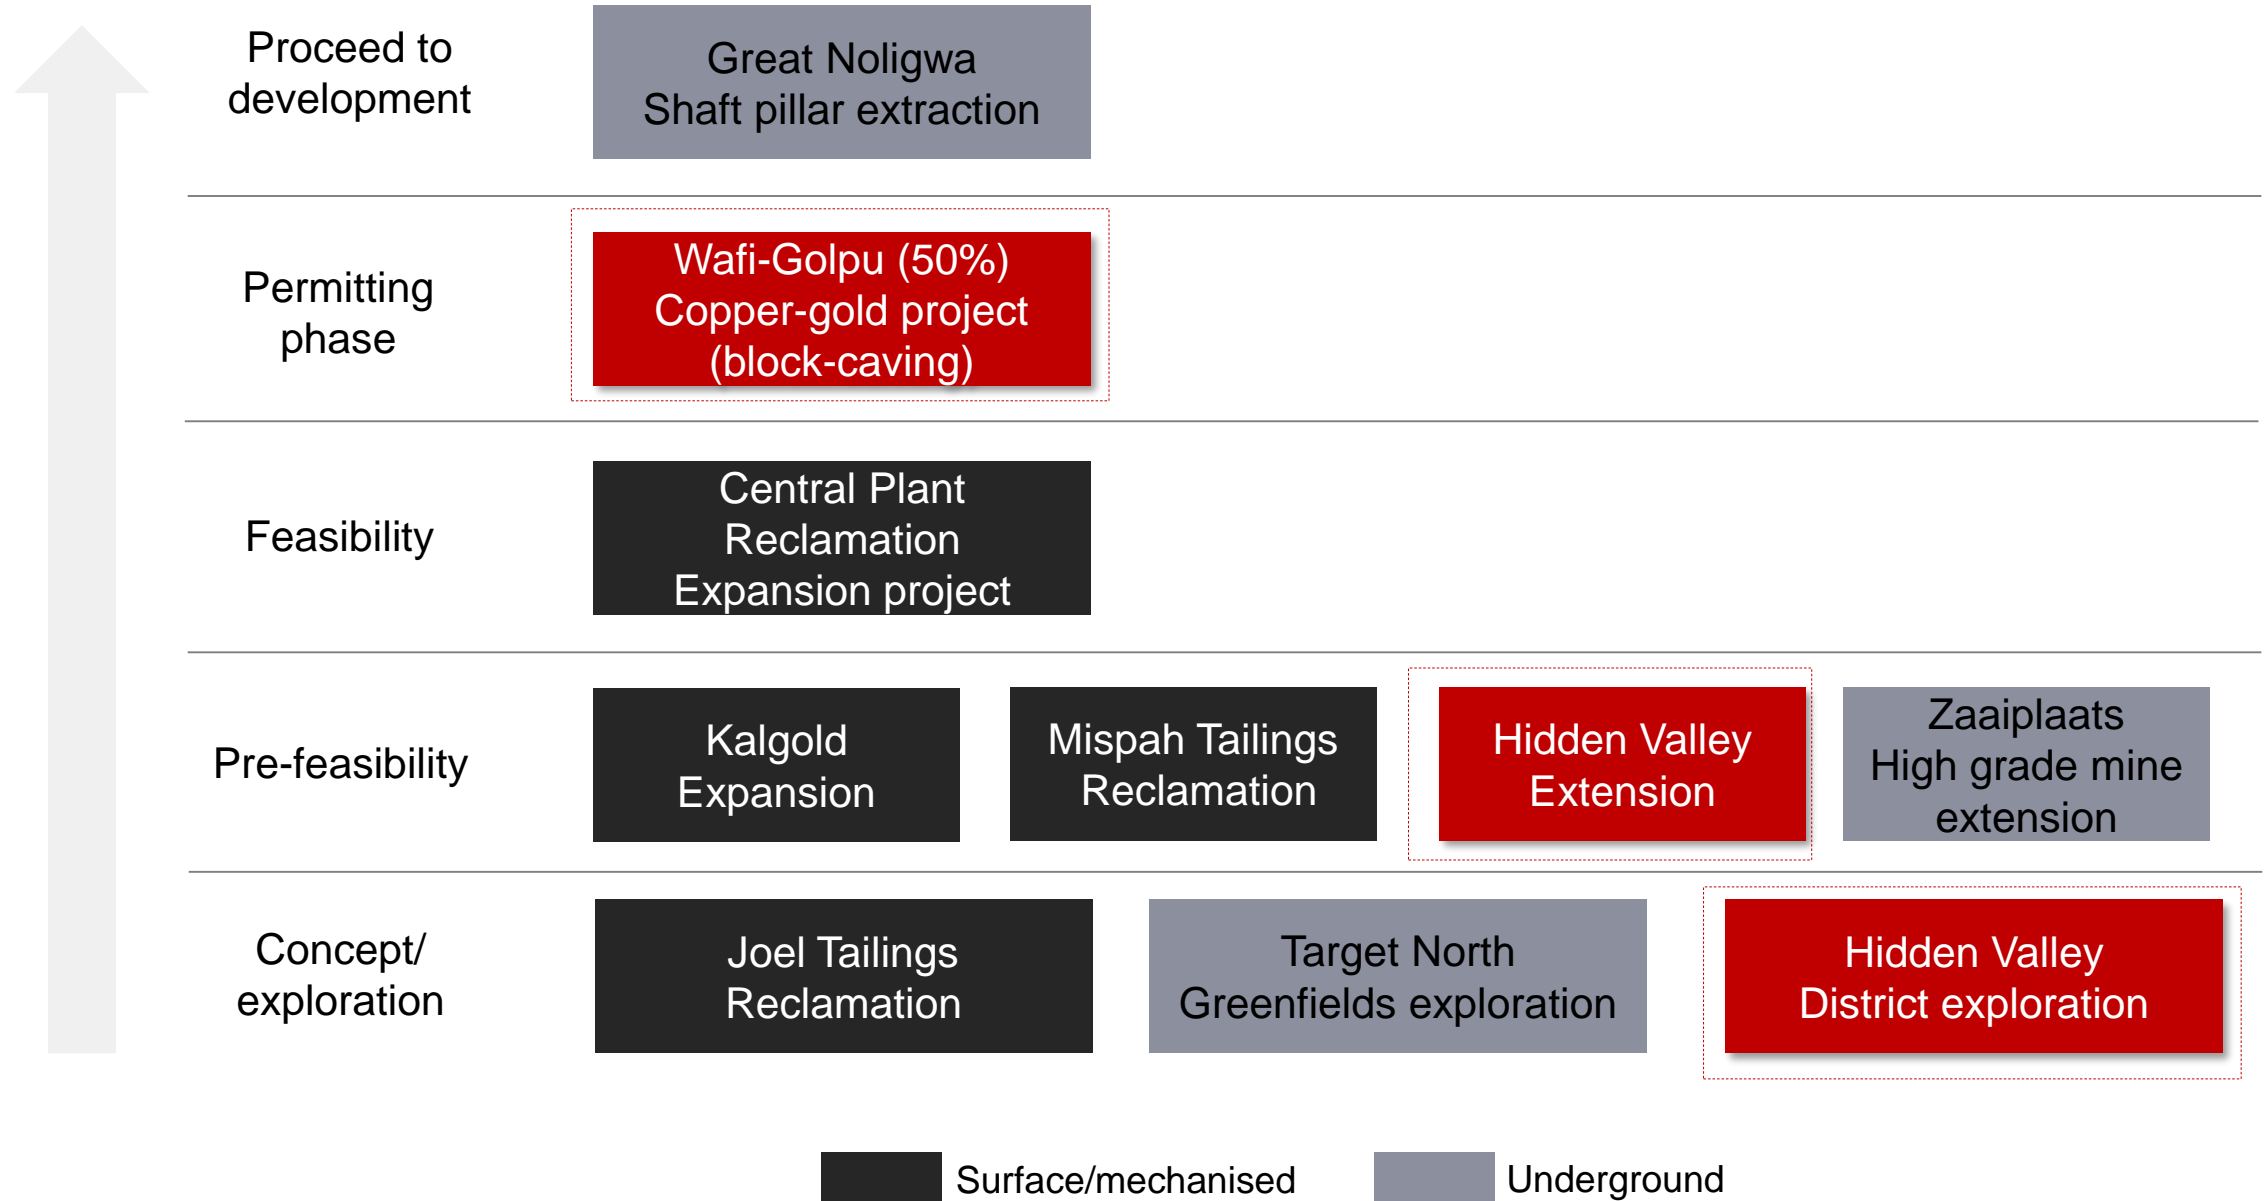 Proceed to
development
Great Noligwa
Shaft pillar extraction
Permitting
phase
Wafi-Golpu (50%)
Copper-gold project
(block-caving)
Feasibility
Central Plant
Reclamation
Expansion project
Pre-feasibility
Kalgold
Expansion
Mispah Tailings
Reclamation
Hidden Valley
Extension
Zaaiplaats
High grade mine
extension
Concept/
exploration
Joel Tailings
Reclamation
Target North
Greenfields exploration
Hidden Valley
District exploration
Surface/mechanised
Underground